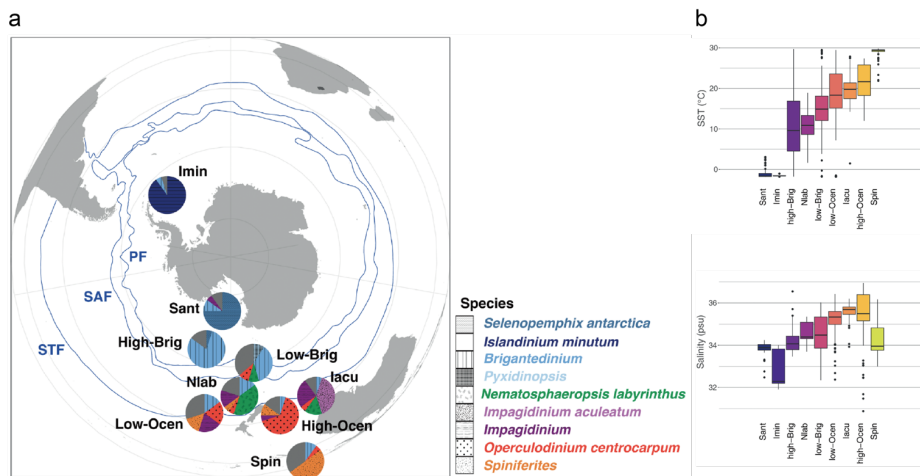 a
Imin
PF
SAF
Sant
STF
High-Brig
Low-Brig
Nlab
Iacu
Low-Ocen
High-Ocen
Spin
Species
Selenopemphix antarctica
Islandinium minutum
Brigantedinium
Pyxidinopsis
Nematosphaeropsis labyrinthus
Impagidinium aculeatum
Impagidinium
Operculodinium centrocarpum
Spiniferites
b
30
20
10
0
SST (°C)
Sant
Imin
high-Brig
Nlab
low-Brig
low-Ocen
Iacu
high-Ocen
Spin
36
34
32
Salinity (psu)
Sant
Imin
high-Brig
Nlab
low-Brig
low-Ocen
Iacu
high-Ocen
Spin